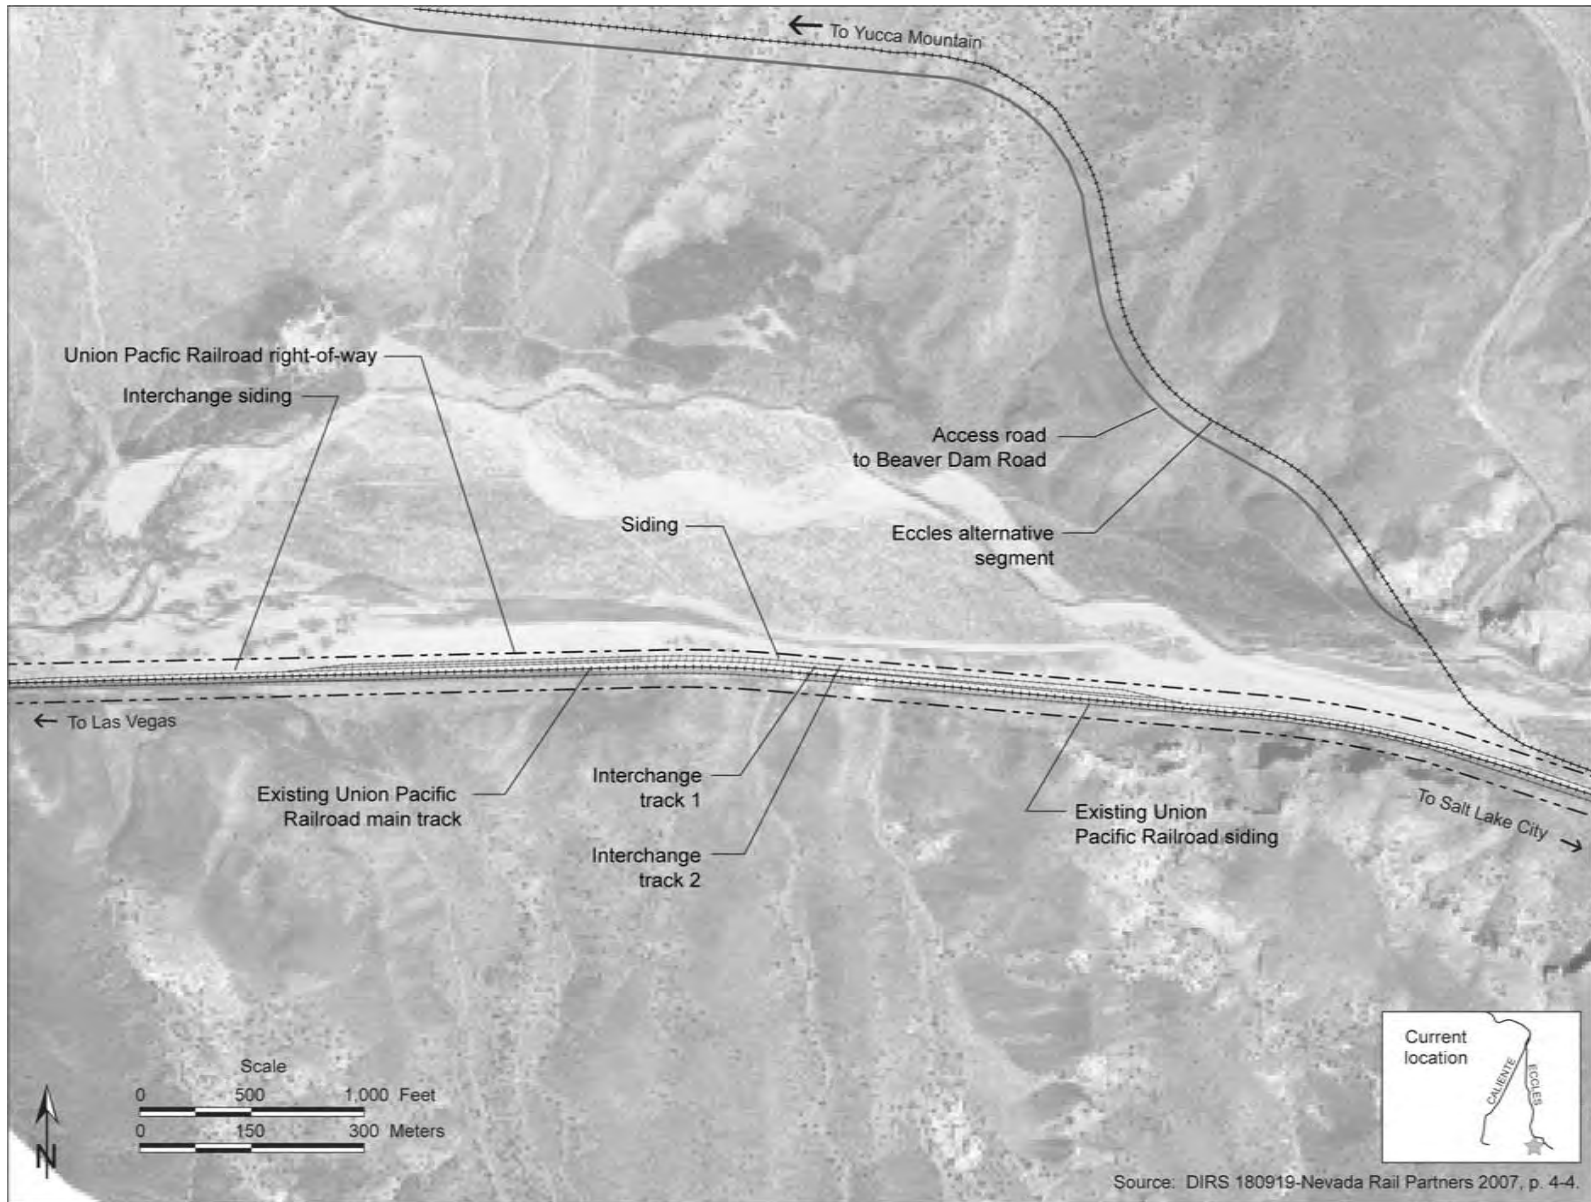 To Yucca Mountain
Union Pacfic Railroad right-of-way
Interchange siding
Access road
to Beaver Dam Road
Siding
Eccles alternative
segment
To Las Vegas
Interchange
track 1
Existing Union Pacific
Railroad main track
Existing Union
Pacific Railroad siding
To Salt Lake City
Interchange
track 2
Scale
0 500 1,000 Feet
0 150 300 Meters
N
Current
location
CALIENTE
ECCLES
Source: DIRS 180919-Nevada Rail Partners 2007, p. 4-4.